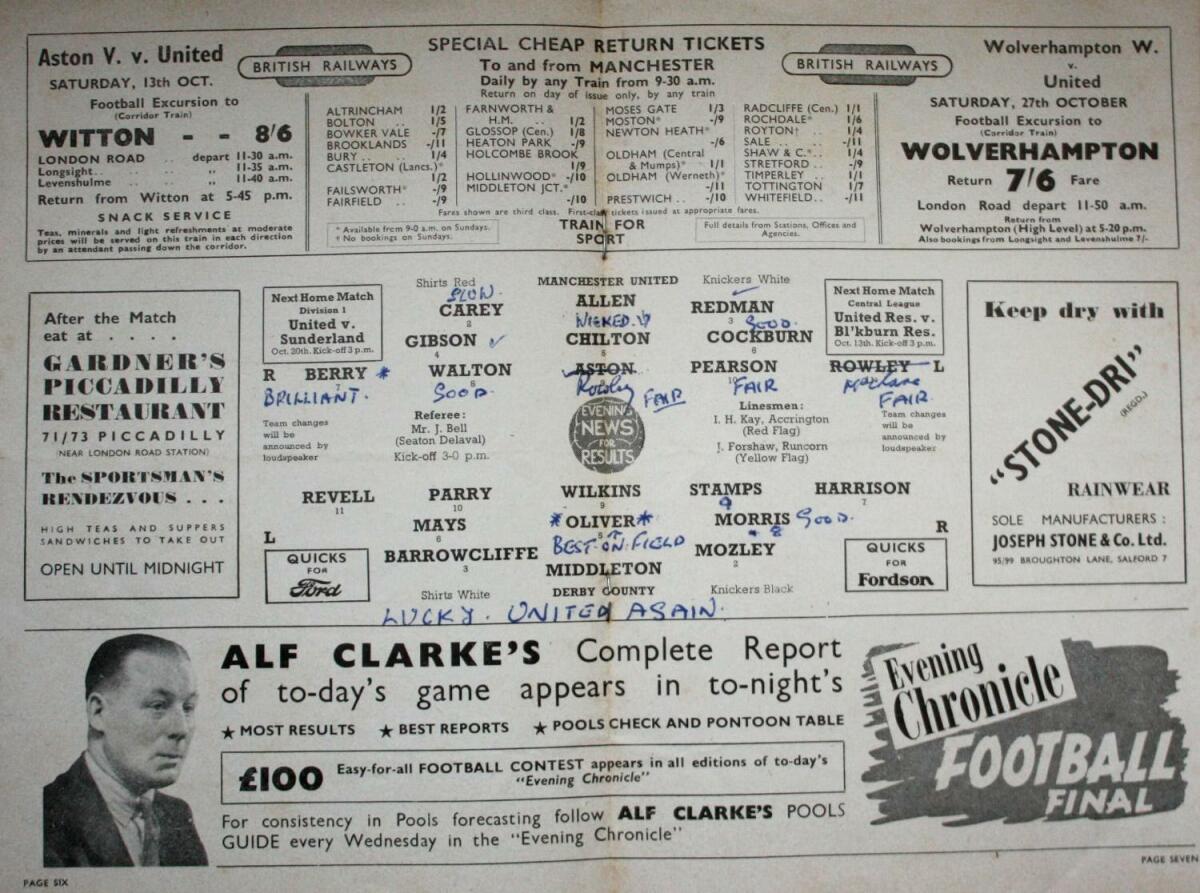 Aston V. v. United
SATURDAY, 13th OCT.
Football Excursion to
(Corridor Train)
WITTON - - 8/6
LONDON ROAD .. depart 11-30 a.m.
Longsight.. .. „ 11-35 a.m.
Levenshulme .. „ 11-40 a.m.
Return from Witton at 5-45 p.m.
SNACK SERVICE
Teas, minerals and light refreshments at moderate
prices will be served on this train in each direction
by an attendant passing down the corridor.
BRITISH RAILWAYS
SPECIAL CHEAP RETURN TICKETS
To and from MANCHESTER
Daily by any Train from 9-30 a.m.
Return on day of issue only, by any train
ALTRINCHAM 1/2
BOLTON .. 1/5
BOWKER VALE -/7
BROOKLANDS -/11
BURY .. .. 1/4
CASTLETON (Lancs.)*
1/2
FAILSWORTH* -/9
FAIRFIELD .. -/9
FARNWORTH &
H.M. .. 1/2
GLOSSOP (Cen.) 1/8
HEATON PARK -/9
HOLCOMBE BROOK
1/9
HOLLINWOOD* -/10
MIDDLETON JCT.*
-/10
MOSES GATE 1/3
MOSTON* -/9
NEWTON HEATH*
-/6
OLDHAM (Central
& Mumps)* 1/1
OLDHAM (Werneth)*
-/11
PRESTWICH .. -/10
RADCLIFFE (Cen.) 1/1
ROCHDALE* 1/6
ROYTON† .. 1/4
SALE .. .. -/11
SHAW & C.*.. 1/4
STRETFORD .. -/9
TIMPERLEY .. 1/1
TOTTINGTON 1/7
WHITEFIELD.. -/11
Fares shown are third class. First-class tickets issued at appropriate fares.
* Available from 9-0 a.m. on Sundays.
† No bookings on Sundays.
TRAIN FOR
SPORT
Full details from Stations, Offices and
Agencies.
BRITISH RAILWAYS
Wolverhampton W.
v.
United
SATURDAY, 27th OCTOBER
Football Excursion to
(Corridor Train)
WOLVERHAMPTON
Return 7/6 Fare
London Road depart 11-50 a.m.
Return from
Wolverhampton (High Level) at 5-20 p.m.
Also bookings from Longsight and Levenshulme 7/-
After the Match
eat at . . . .
GARDNER'S
PICCADILLY
RESTAURANT
71/73 PICCADILLY
(NEAR LONDON ROAD STATION)
The SPORTSMAN'S
RENDEZVOUS . . .
HIGH TEAS AND SUPPERS
SANDWICHES TO TAKE OUT
OPEN UNTIL MIDNIGHT
Next Home Match
Division 1
United v.
Sunderland
Oct. 20th. Kick-off 3 p.m.
Shirts Red
MANCHESTER UNITED
Knickers White
SLOW.
CAREY
2
ALLEN
REDMAN
3
Next Home Match
Central League
United Res. v.
Bl'kburn Res.
Oct. 13th. Kick-off 3 p.m.
GIBSON
4
WICKED.
CHILTON
5
GOOD.
COCKBURN
6
R BERRY *
7
WALTON
8
ASTON
9
PEARSON
10
ROWLEY L
BRILLIANT.
GOOD.
Rowley FAIR
FAIR
McShane
FAIR.
Team changes
will be
announced by
loudspeaker
Referee:
Mr. J. Bell
(Seaton Delaval)
Kick-off 3-0 p.m.
EVENING
NEWS
FOR
RESULTS
Linesmen:
I. H. Kay, Accrington
(Red Flag)
J. Forshaw, Runcorn
(Yellow Flag)
Team changes
will be
announced by
loudspeaker
REVELL
11
PARRY
10
WILKINS
9
STAMPS
HARRISON
7
9
L
MAYS
6
*OLIVER*
5
MORRIS GOOD.
8
R
QUICKS
FOR
Ford
BARROWCLIFFE
3
BEST ON FIELD
MOZLEY
2
QUICKS
FOR
Fordson
MIDDLETON
Shirts White
DERBY COUNTY
Knickers Black
LUCKY. UNITED AGAIN.
Keep dry with
"STONE-DRI"
(REGD.)
RAINWEAR
SOLE MANUFACTURERS :
JOSEPH STONE & Co. Ltd.
95/99 BROUGHTON LANE, SALFORD 7
ALF CLARKE'S Complete Report
of to-day's game appears in to-night's
★ MOST RESULTS ★ BEST REPORTS ★ POOLS CHECK AND PONTOON TABLE
£100 Easy-for-all FOOTBALL CONTEST appears in all editions of to-day's
"Evening Chronicle"
For consistency in Pools forecasting follow ALF CLARKE'S POOLS
GUIDE every Wednesday in the "Evening Chronicle"
Evening
Chronicle
FOOTBALL
FINAL
PAGE SIX
PAGE SEVEN